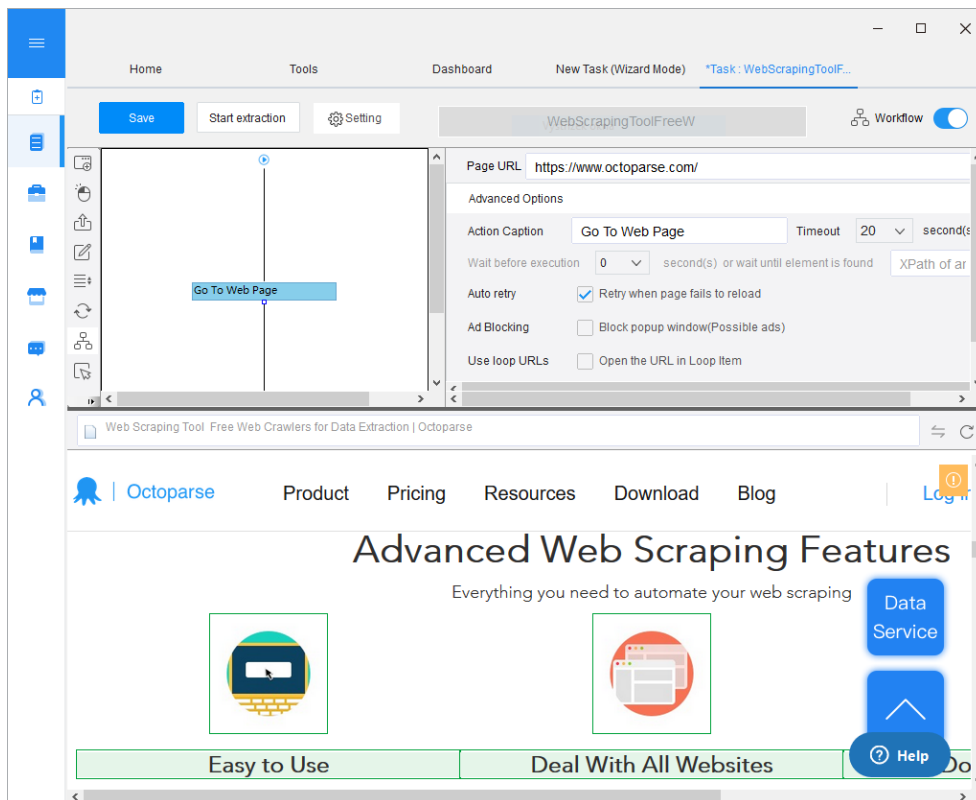 Home Tools Dashboard New Task (Wizard Mode) *Task : WebScrapingToolF...
Save Start extraction Setting WebScrapingToolFreeW Workflow
Page URL https://www.octoparse.com/
Advanced Options
Action Caption Go To Web Page Timeout 20 second(s
Wait before execution 0 second(s) or wait until element is found XPath of an
Go To Web Page
Auto retry Retry when page fails to reload
Ad Blocking Block popup window(Possible ads)
Use loop URLs Open the URL in Loop Item
Web Scraping Tool Free Web Crawlers for Data Extraction | Octoparse
Octoparse Product Pricing Resources Download Blog Log In
Advanced Web Scraping Features
Everything you need to automate your web scraping
Data
Service
Help
Easy to Use Deal With All Websites Do